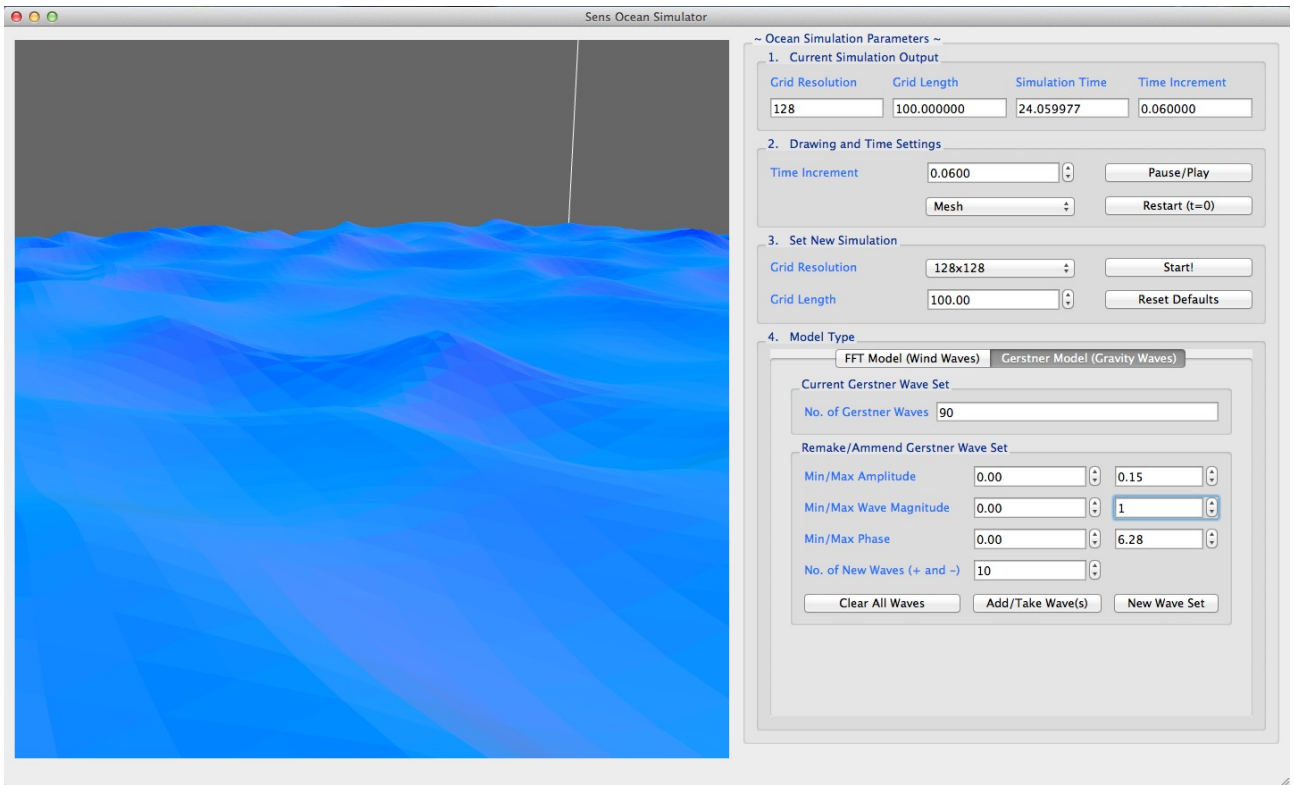 Sens Ocean Simulator
~ Ocean Simulation Parameters ~
1. Current Simulation Output
Grid Resolution Grid Length Simulation Time Time Increment
128 100.000000 24.059977 0.060000
2. Drawing and Time Settings
Time Increment 0.0600 Pause/Play
Mesh Restart (t=0)
3. Set New Simulation
Grid Resolution 128x128 Start!
Grid Length 100.00 Reset Defaults
4. Model Type
FFT Model (Wind Waves) Gerstner Model (Gravity Waves)
Current Gerstner Wave Set
No. of Gerstner Waves 90
Remake/Ammend Gerstner Wave Set
Min/Max Amplitude 0.00 0.15
Min/Max Wave Magnitude 0.00 1
Min/Max Phase 0.00 6.28
No. of New Waves (+ and -) 10
Clear All Waves Add/Take Wave(s) New Wave Set